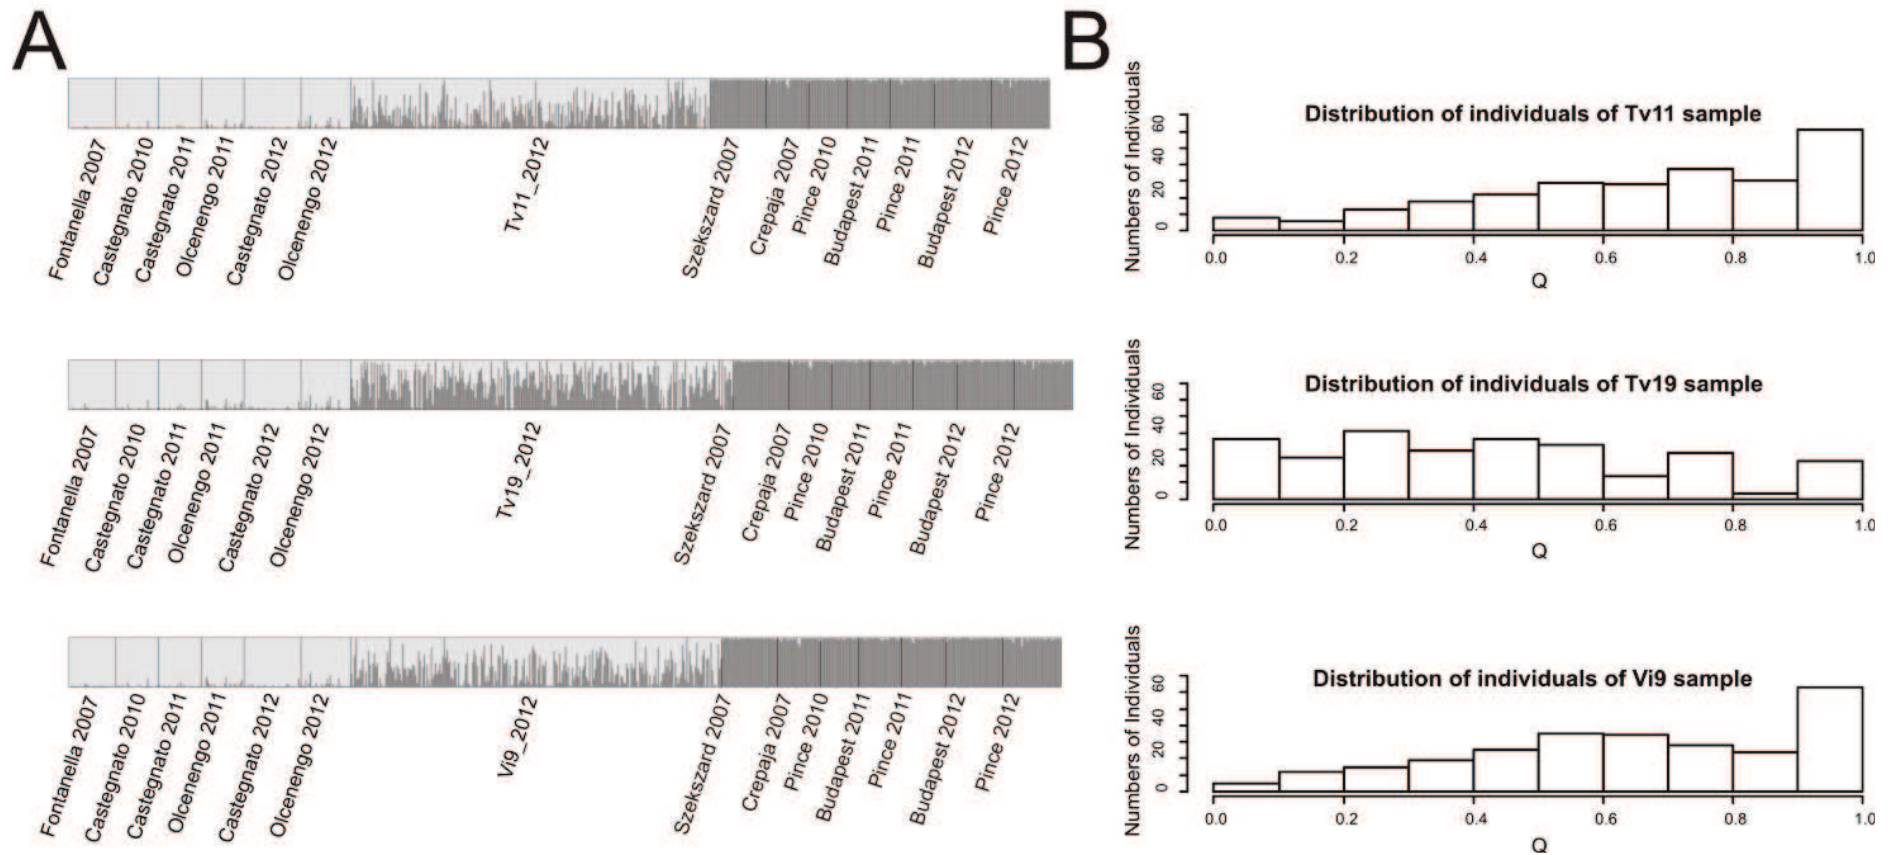 A
B
Fontanella 2007
Castegnato 2010
Castegnato 2011
Olcenengo 2011
Castegnato 2012
Olcenengo 2012
Tv11_2012
Szekszard 2007
Crepaja 2007
Pince 2010
Budapest 2011
Pince 2011
Budapest 2012
Pince 2012
Distribution of individuals of Tv11 sample
Numbers of Individuals
0 20 40 60
0.0 0.2 0.4 0.6 0.8 1.0
Q
Fontanella 2007
Castegnato 2010
Castegnato 2011
Olcenengo 2011
Castegnato 2012
Olcenengo 2012
Tv19_2012
Szekszard 2007
Crepaja 2007
Pince 2010
Budapest 2011
Pince 2011
Budapest 2012
Pince 2012
Distribution of individuals of Tv19 sample
Numbers of Individuals
0 20 40 60
0.0 0.2 0.4 0.6 0.8 1.0
Q
Fontanella 2007
Castegnato 2010
Castegnato 2011
Olcenengo 2011
Castegnato 2012
Olcenengo 2012
Vi9_2012
Szekszard 2007
Crepaja 2007
Pince 2010
Budapest 2011
Pince 2011
Budapest 2012
Pince 2012
Distribution of individuals of Vi9 sample
Numbers of Individuals
0 20 40 60
0.0 0.2 0.4 0.6 0.8 1.0
Q